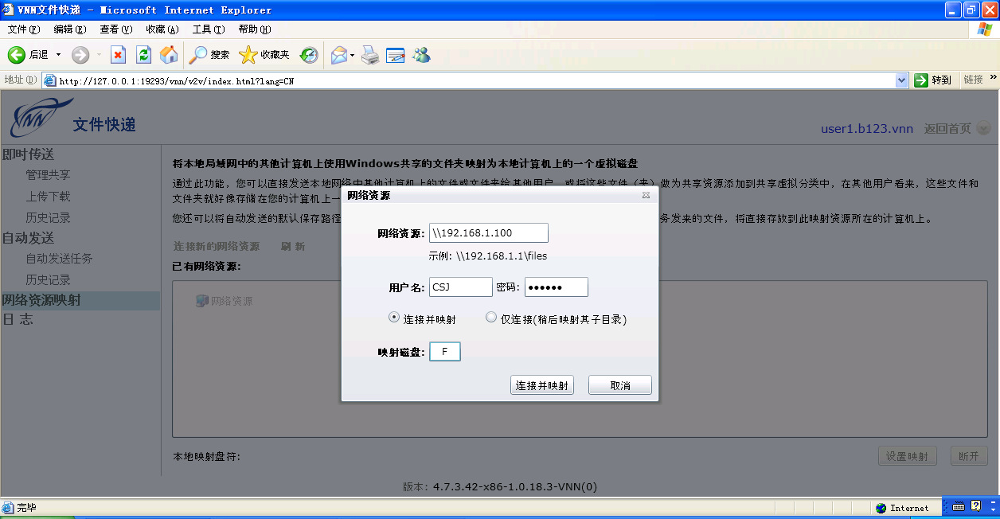 VNN文件快递 - Microsoft Internet Explorer
文件(F) 编辑(E) 查看(V) 收藏(A) 工具(T) 帮助(H)
后退 搜索 收藏夹
地址(D) http://127.0.0.1:19293/vnn/v2v/index.html?lang=CN 转到 链接 »
VNN 文件快递
user1.b123.vnn 返回首页
即时传送
管理共享
上传下载
历史记录
自动发送
自动发送任务
历史记录
网络资源映射
日 志
将本地局域网中的其他计算机上使用Windows共享的文件夹映射为本地计算机上的一个虚拟磁盘
通过此功能，您可以直接发送本地网络中其他计算机上的文件或文件夹给其他用户，或将这些文件（夹）做为共享资源添加到共享虚拟分类中，在其他用户看来，这些文件和
文件夹就好像存储在您的计算机上一
您还可以将自动发送的默认保存路径 务发来的文件，将直接存放到此映射资源所在的计算机上。
连接新的网络资源 刷 新
已有网络资源:
网络资源
网络资源
网络资源: \\192.168.1.100
示例: \\192.168.1.1\files
用户名: CSJ 密码: ●●●●●●
连接并映射 仅连接(稍后映射其子目录)
映射磁盘: F
连接并映射 取消
本地映射盘符:
设置映射 断开
版本: 4.7.3.42-x86-1.0.18.3-VNN(0)
完毕 Internet